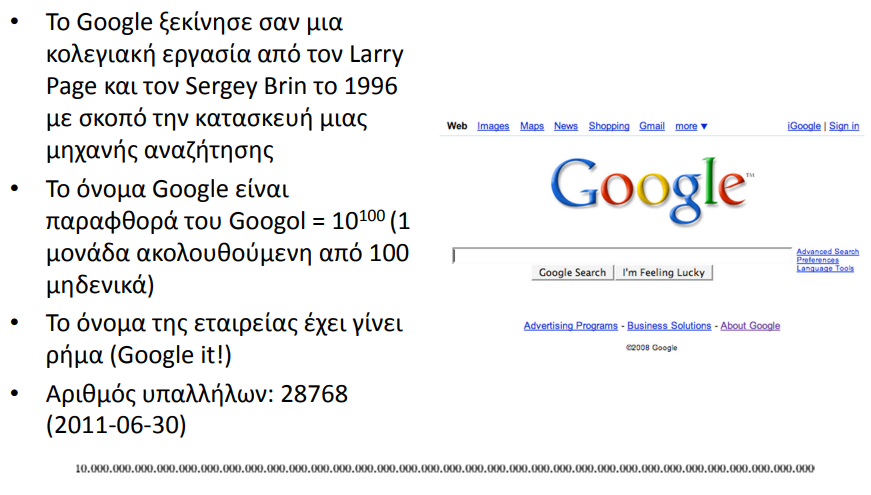 • Το Google ξεκίνησε σαν μια
κολεγιακή εργασία από τον Larry
Page και τον Sergey Brin το 1996
με σκοπό την κατασκευή μιας
μηχανής αναζήτησης
• Το όνομα Google είναι
παραφθορά του Googol = 10¹⁰⁰ (1
μονάδα ακολουθούμενη από 100
μηδενικά)
• Το όνομα της εταιρείας έχει γίνει
ρήμα (Google it!)
• Αριθμός υπαλλήλων: 28768
(2011-06-30)
Web Images Maps News Shopping Gmail more ▼ iGoogle | Sign in
Google™
Advanced Search
Preferences
Language Tools
Google Search I'm Feeling Lucky
Advertising Programs - Business Solutions - About Google
©2008 Google
10.000.000.000.000.000.000.000.000.000.000.000.000.000.000.000.000.000.000.000.000.000.000.000.000.000.000.000.000.000.000.000.000.000